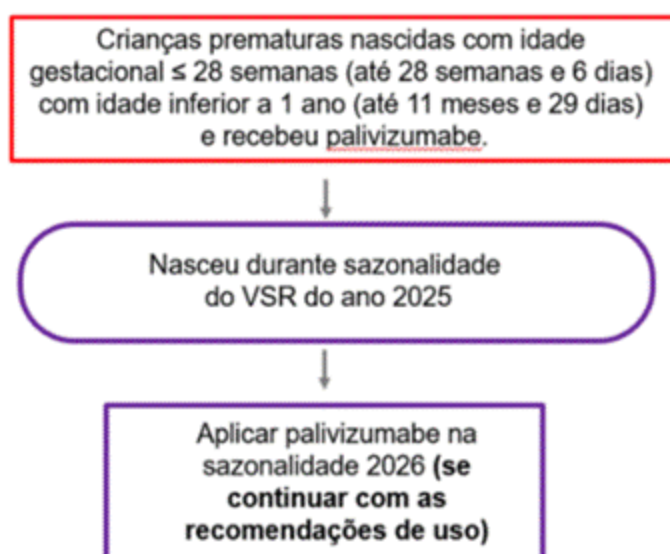 Crianças prematuras nascidas com idade
gestacional ≤ 28 semanas (até 28 semanas e 6 dias)
com idade inferior a 1 ano (até 11 meses e 29 dias)
e recebeu palivizumabe.
Nasceu durante sazonalidade
do VSR do ano 2025
Aplicar palivizumabe na
sazonalidade 2026 (se
continuar com as
recomendações de uso)